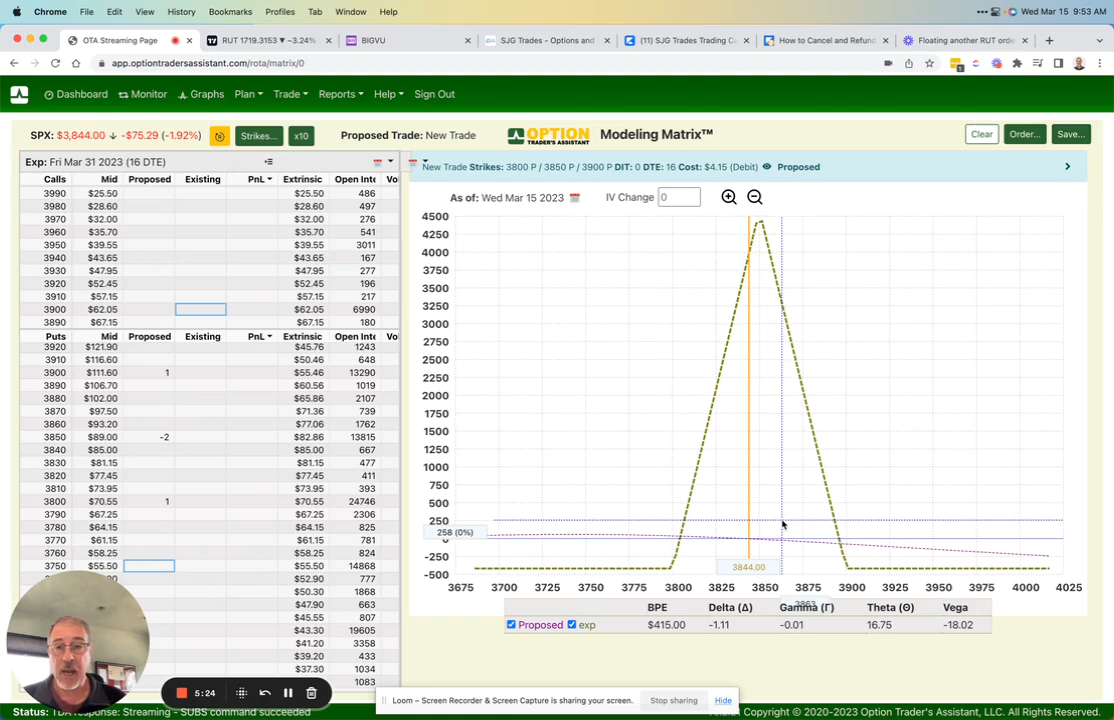 Chrome File Edit View History Bookmarks Profiles Tab Window Help Wed Mar 15 9:53 AM
OTA Streaming Page RUT 1719.3153 ▼ −3.24% BIGVU SJG Trades - Options and (11) SJG Trades Trading Co How to Cancel and Refund Floating another RUT orde
app.optiontradersassistant.com/rota/matrix/0
Dashboard Monitor Graphs Plan Trade Reports Help Sign Out
SPX: $3,844.00 ↓ -$75.29 (-1.92%) Strikes... x10 Proposed Trade: New Trade OPTION TRADER'S ASSISTANT Modeling Matrix™ Clear Order... Save...
Exp: Fri Mar 31 2023 (16 DTE)
New Trade Strikes: 3800 P / 3850 P / 3900 P DIT: 0 DTE: 16 Cost: $4.15 (Debit) Proposed
Calls Mid Proposed Existing PnL Extrinsic Open Inte Vo
3990 $25.50 $25.50 486
3980 $28.60 $28.60 497
3970 $32.00 $32.00 276
3960 $35.70 $35.70 541
3950 $39.55 $39.55 3011
3940 $43.65 $43.65 167
3930 $47.95 $47.95 277
3920 $52.45 $52.45 196
3910 $57.15 $57.15 217
3900 $62.05 $62.05 6990
3890 $67.15 $67.15 180
Puts Mid Proposed Existing PnL Extrinsic Open Inte Vo
3920 $121.90 $45.76 1243
3910 $116.60 $50.46 648
3900 $111.60 1 $55.46 13290
3890 $106.70 $60.56 1019
3880 $102.00 $65.86 2107
3870 $97.50 $71.36 739
3860 $93.20 $77.06 1762
3850 $89.00 -2 $82.86 13815
3840 $85.00 $85.00 667
3830 $81.15 $81.15 477
3820 $77.45 $77.45 411
3810 $73.95 $73.95 393
3800 $70.55 1 $70.55 24746
3790 $67.25 $67.25 2306
3780 $64.15 $64.15 825
3770 $61.15 $61.15 781
3760 $58.25 $58.25 824
3750 $55.50 $55.50 14868
$52.90 777
$50.30 1868
$47.90 663
$45.55 807
$43.30 19605
$41.20 3358
$39.20 433
$37.30 1034
1083
As of: Wed Mar 15 2023 IV Change 0
4500
4250
4000
3750
3500
3250
3000
2750
2500
2250
2000
1750
1500
1250
1000
750
500
250
258 (0%)
0
-250
-500
3844.00
3675 3700 3725 3750 3775 3800 3825 3850 3875 3900 3925 3950 3975 4000 4025
3863
BPE Delta (Δ) Gamma (Γ) Theta (Θ) Vega
Proposed exp $415.00 -1.11 -0.01 16.75 -18.02
5:24
Loom – Screen Recorder & Screen Capture is sharing your screen. Stop sharing Hide
Status: TDA response: Streaming - SUBS command succeeded
Copyright © 2020-2023 Option Trader's Assistant, LLC. All Rights Reserved.